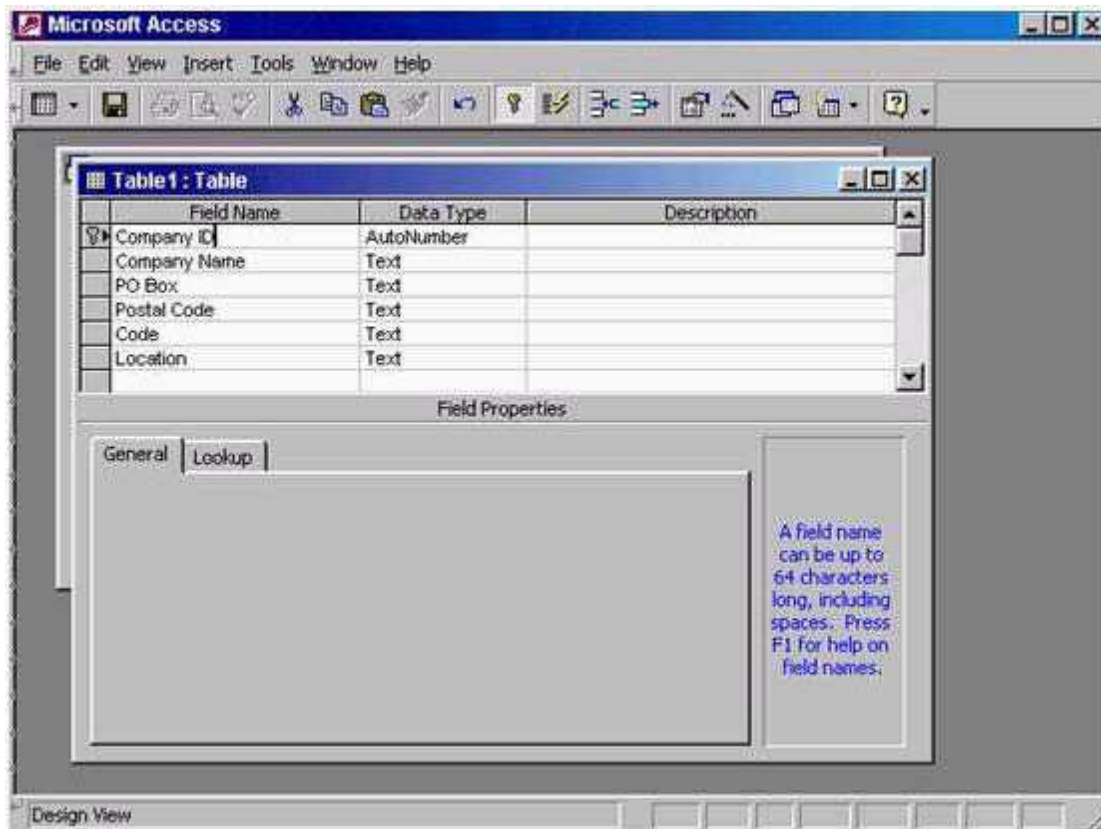 Microsoft Access
File Edit View Insert Tools Window Help
Table1 : Table
Field Name Data Type Description
Company ID AutoNumber
Company Name Text
PO Box Text
Postal Code Text
Code Text
Location Text
Field Properties
General Lookup
A field name
can be up to
64 characters
long, including
spaces. Press
F1 for help on
field names.
Design View